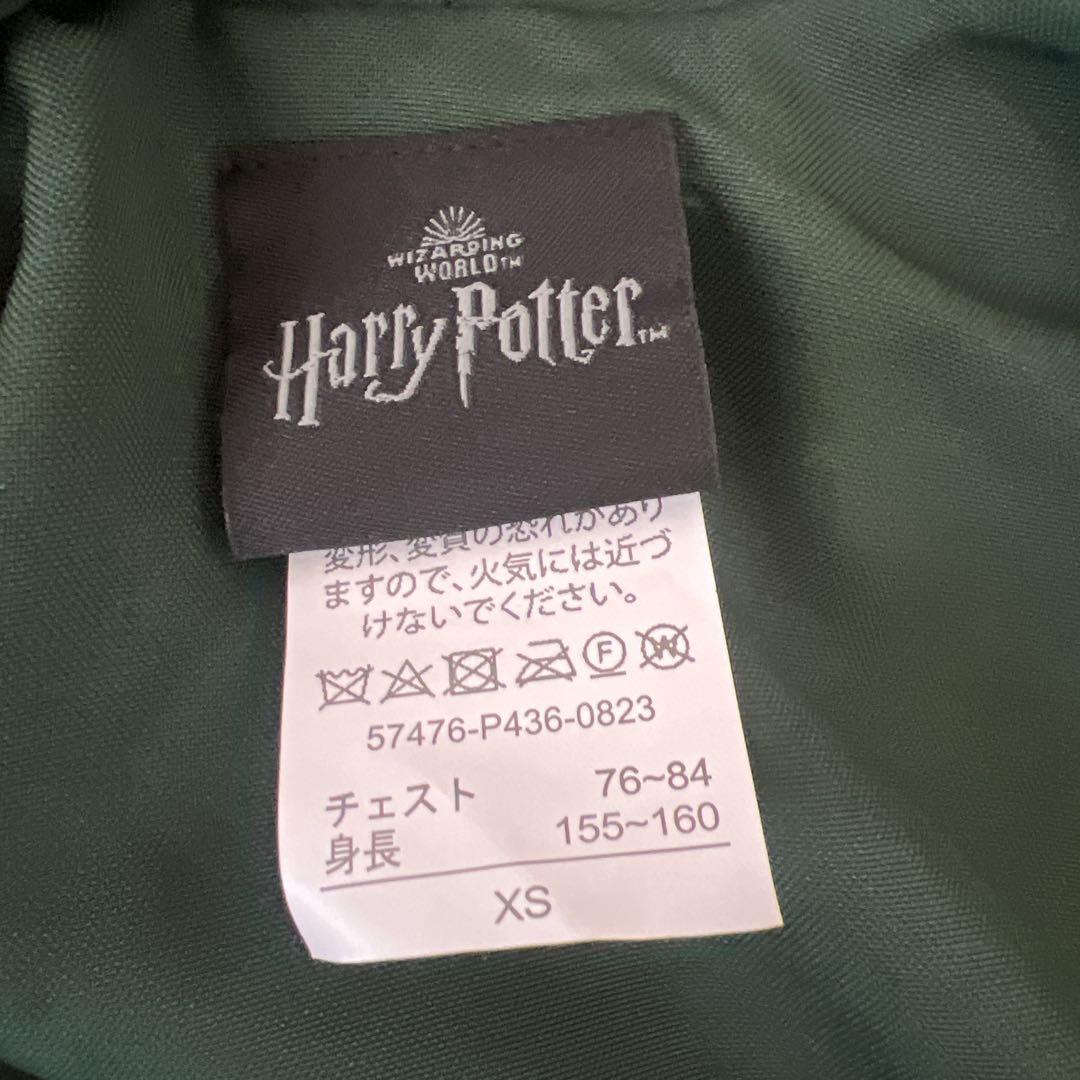 WIZARDING
WORLD™
Harry Potter™
変形、変質の恐れがあり
ますので、火気には近づ
けないでください。
F W
57476-P436-0823
チェスト 76~84
身長 155~160
XS